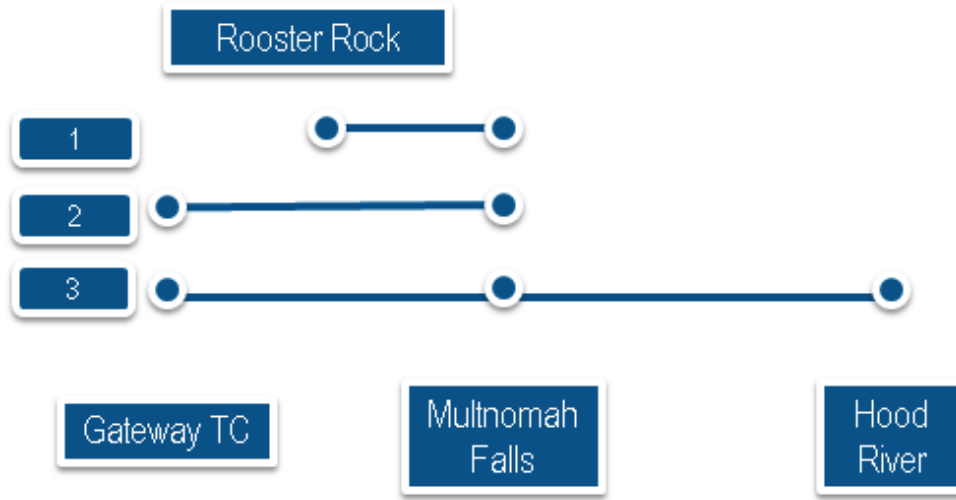 Rooster Rock
1
2
3
Gateway TC
Multnomah
Falls
Hood
River